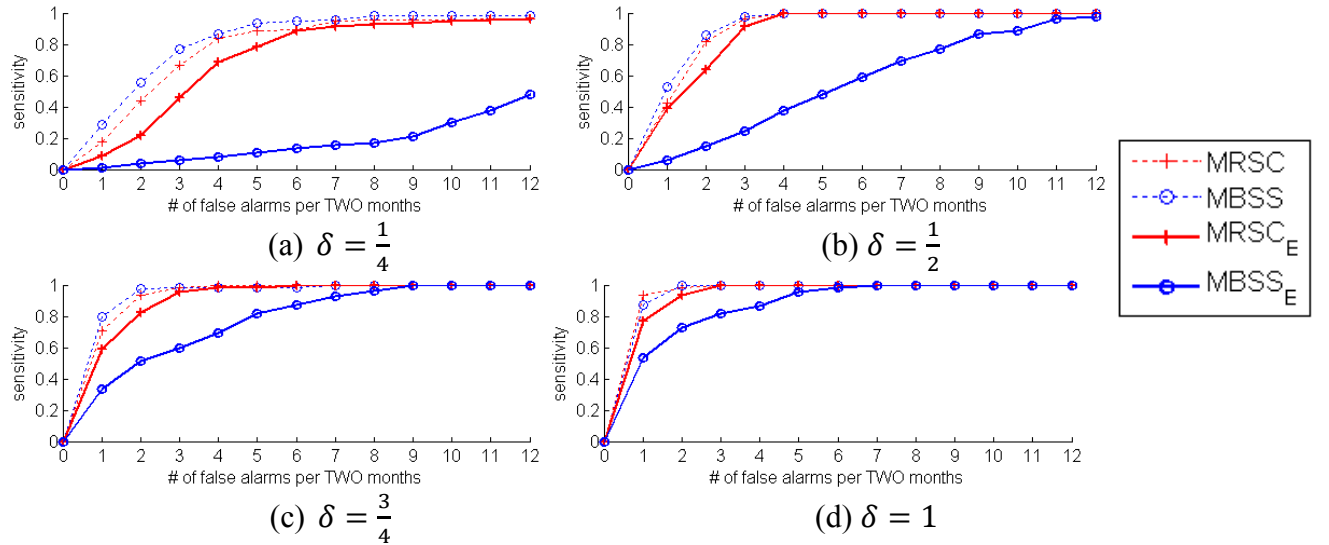 1
0.8
0.6
0.4
0.2
0
sensitivity
0 1 2 3 4 5 6 7 8 9 10 11 12
# of false alarms per TWO months
(a) δ = 1/4
1
0.8
0.6
0.4
0.2
0
sensitivity
0 1 2 3 4 5 6 7 8 9 10 11 12
# of false alarms per TWO months
(b) δ = 1/2
1
0.8
0.6
0.4
0.2
0
sensitivity
0 1 2 3 4 5 6 7 8 9 10 11 12
# of false alarms per TWO months
(c) δ = 3/4
1
0.8
0.6
0.4
0.2
0
sensitivity
0 1 2 3 4 5 6 7 8 9 10 11 12
# of false alarms per TWO months
(d) δ = 1
MRSC
MBSS
MRSC_E
MBSS_E